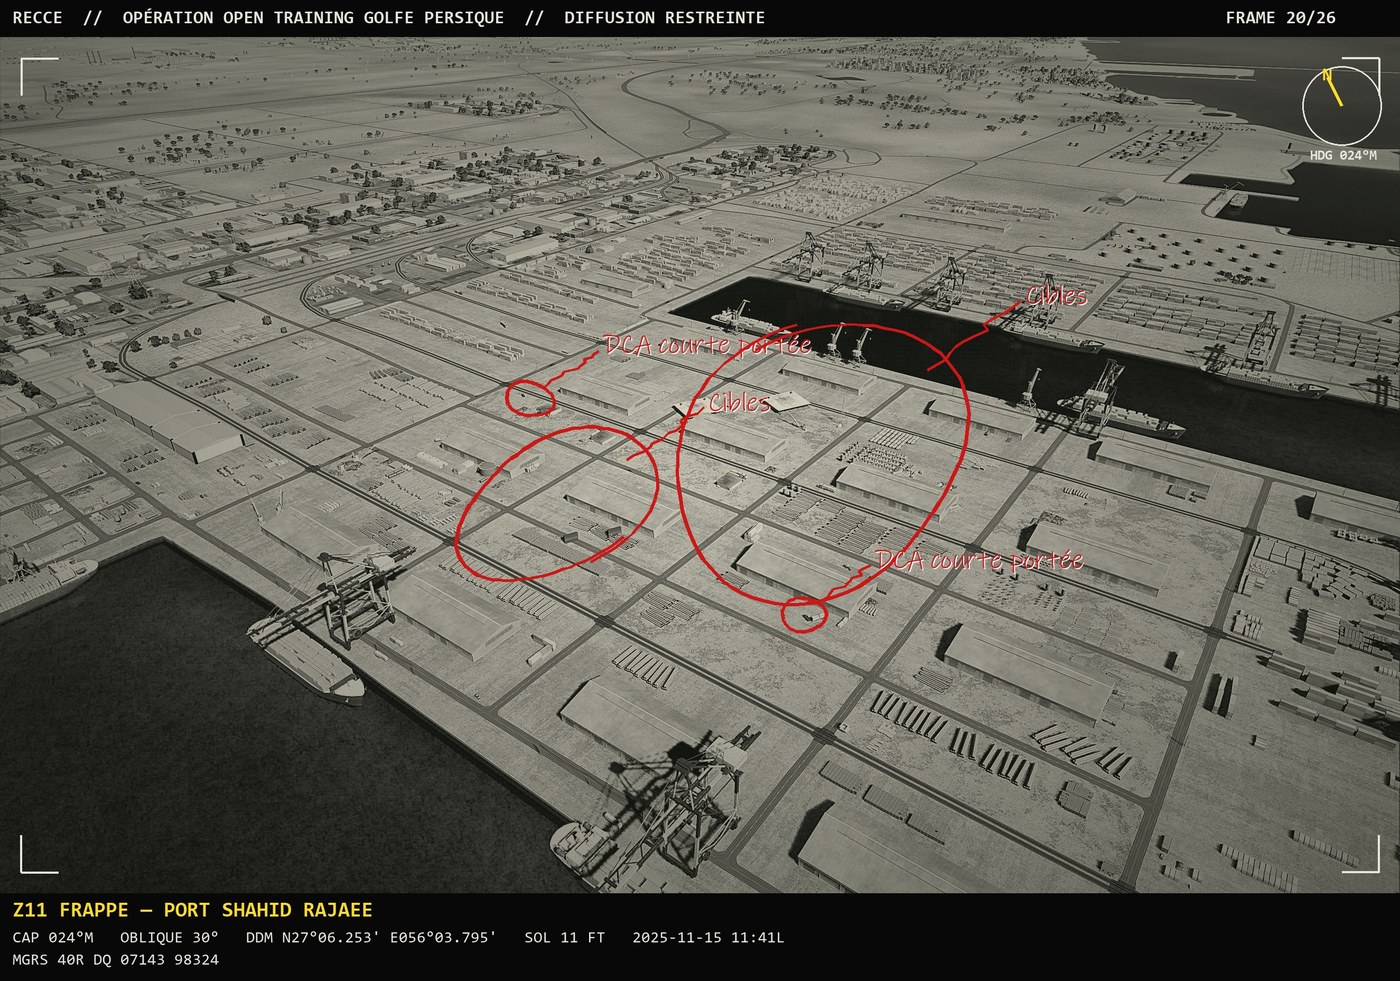 RECCE // OPÉRATION OPEN TRAINING GOLFE PERSIQUE // DIFFUSION RESTREINTE
FRAME 20/26
N
HDG 024°M
Cibles
DCA courte portée
Cibles
DCA courte portée
Z11 FRAPPE — PORT SHAHID RAJAEE
CAP 024°M OBLIQUE 30° DDM N27°06.253' E056°03.795' SOL 11 FT 2025-11-15 11:41L
MGRS 40R DQ 07143 98324